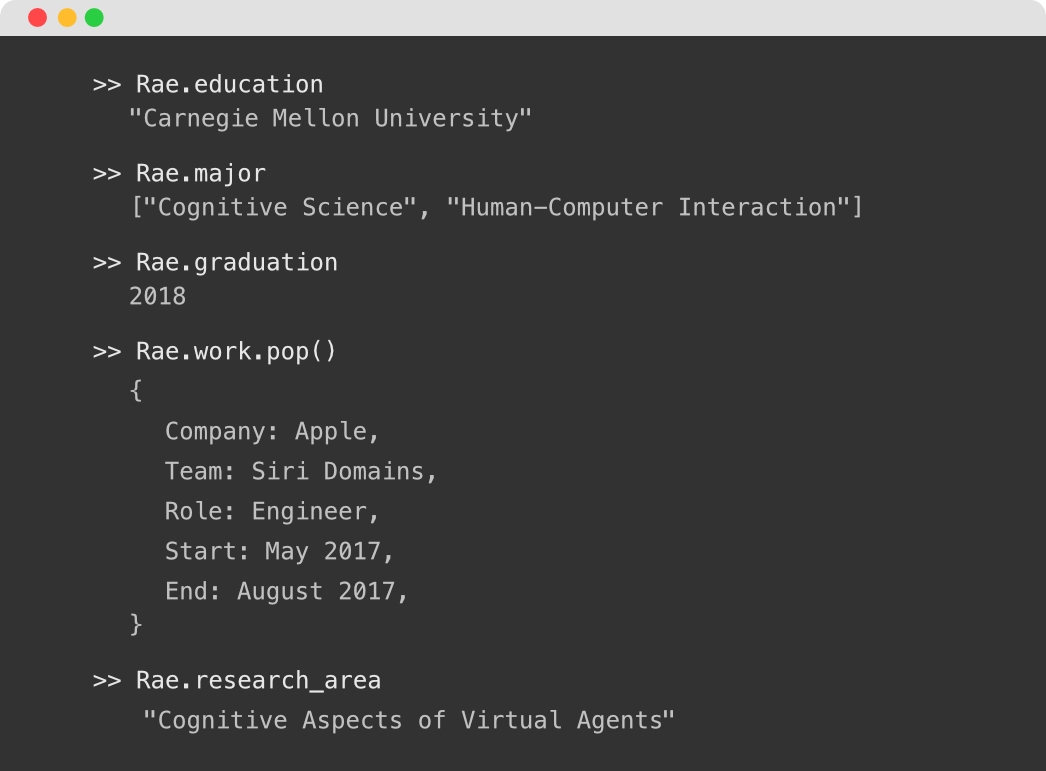 >> Rae.education
"Carnegie Mellon University"
>> Rae.major
["Cognitive Science", "Human-Computer Interaction"]
>> Rae.graduation
2018
>> Rae.work.pop()
{
Company: Apple,
Team: Siri Domains,
Role: Engineer,
Start: May 2017,
End: August 2017,
}
>> Rae.research_area
"Cognitive Aspects of Virtual Agents"